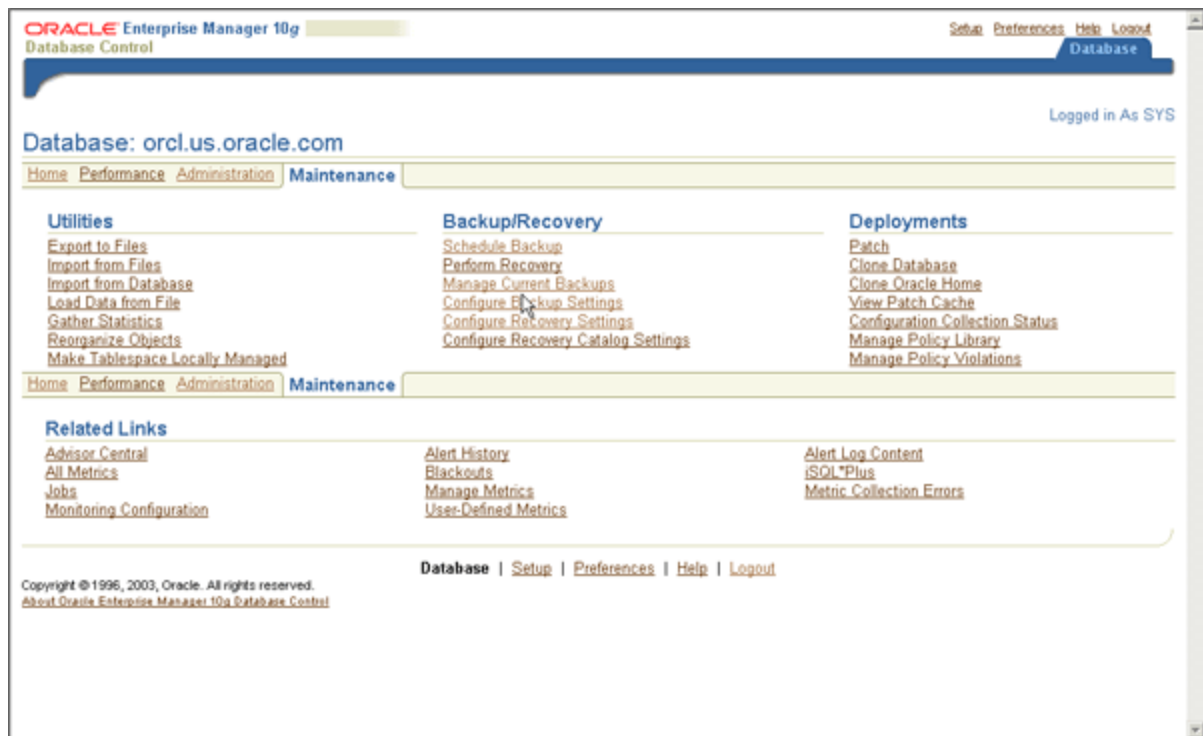 ORACLE Enterprise Manager 10g
Database Control
Setup Preferences Help Logout
Database
Logged in As SYS
Database: orcl.us.oracle.com
Home Performance Administration Maintenance
Utilities
Export to Files
Import from Files
Import from Database
Load Data from File
Gather Statistics
Reorganize Objects
Make Tablespace Locally Managed
Backup/Recovery
Schedule Backup
Perform Recovery
Manage Current Backups
Configure Backup Settings
Configure Recovery Settings
Configure Recovery Catalog Settings
Deployments
Patch
Clone Database
Clone Oracle Home
View Patch Cache
Configuration Collection Status
Manage Policy Library
Manage Policy Violations
Home Performance Administration Maintenance
Related Links
Advisor Central
All Metrics
Jobs
Monitoring Configuration
Alert History
Blackouts
Manage Metrics
User-Defined Metrics
Alert Log Content
iSQL*Plus
Metric Collection Errors
Database | Setup | Preferences | Help | Logout
Copyright © 1996, 2003, Oracle. All rights reserved.
About Oracle Enterprise Manager 10g Database Control